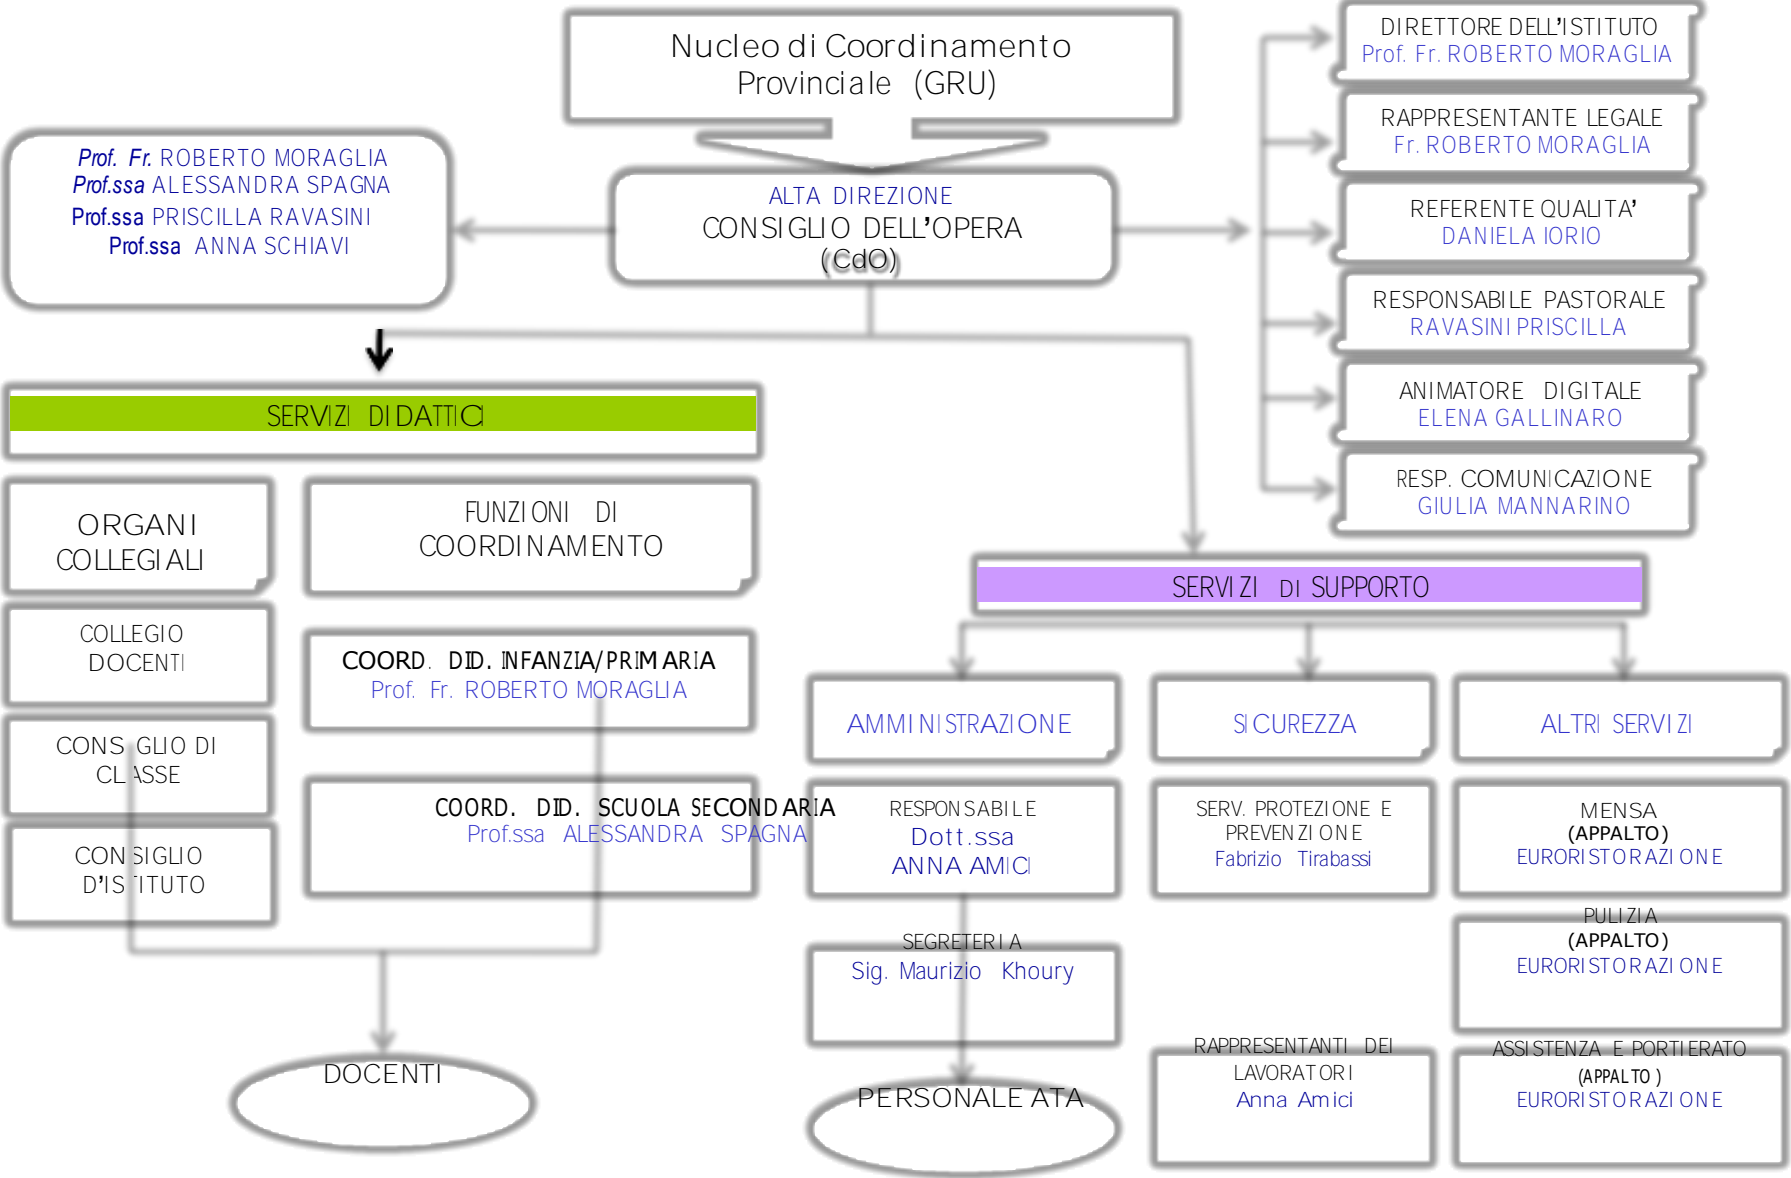 Nucleo di Coordinamento
Provinciale (GRU)
Prof. Fr. ROBERTO MORAGLIA
Prof.ssa ALESSANDRA SPAGNA
Prof.ssa PRISCILLA RAVASINI
Prof.ssa ANNA SCHIAVI
ALTA DIREZIONE
CONSIGLIO DELL'OPERA
(CdO)
DIRETTORE DELL'ISTITUTO
Prof. Fr. ROBERTO MORAGLIA
RAPPRESENTANTE LEGALE
Fr. ROBERTO MORAGLIA
REFERENTE QUALITA'
DANIELA IORIO
RESPONSABILE PASTORALE
RAVASINI PRISCILLA
ANIMATORE DIGITALE
ELENA GALLINARO
RESP. COMUNICAZIONE
GIULIA MANNARINO
SERVIZI DIDATTICI
ORGANI
COLLEGIALI
COLLEGIO
DOCENTI
CONSIGLIO DI
CLASSE
CONSIGLIO
D'ISTITUTO
FUNZIONI DI
COORDINAMENTO
COORD. DID. INFANZIA/PRIMARIA
Prof. Fr. ROBERTO MORAGLIA
COORD. DID. SCUOLA SECONDARIA
Prof.ssa ALESSANDRA SPAGNA
DOCENTI
SERVIZI DI SUPPORTO
AMMINISTRAZIONE
RESPONSABILE
Dott.ssa
ANNA AMICI
SEGRETERIA
Sig. Maurizio Khoury
PERSONALE ATA
SICUREZZA
SERV. PROTEZIONE E
PREVENZIONE
Fabrizio Tirabassi
RAPPRESENTANTI DEI
LAVORATORI
Anna Amici
ALTRI SERVIZI
MENSA
(APPALTO)
EURORISTORAZIONE
PULIZIA
(APPALTO)
EURORISTORAZIONE
ASSISTENZA E PORTIERATO
(APPALTO)
EURORISTORAZIONE